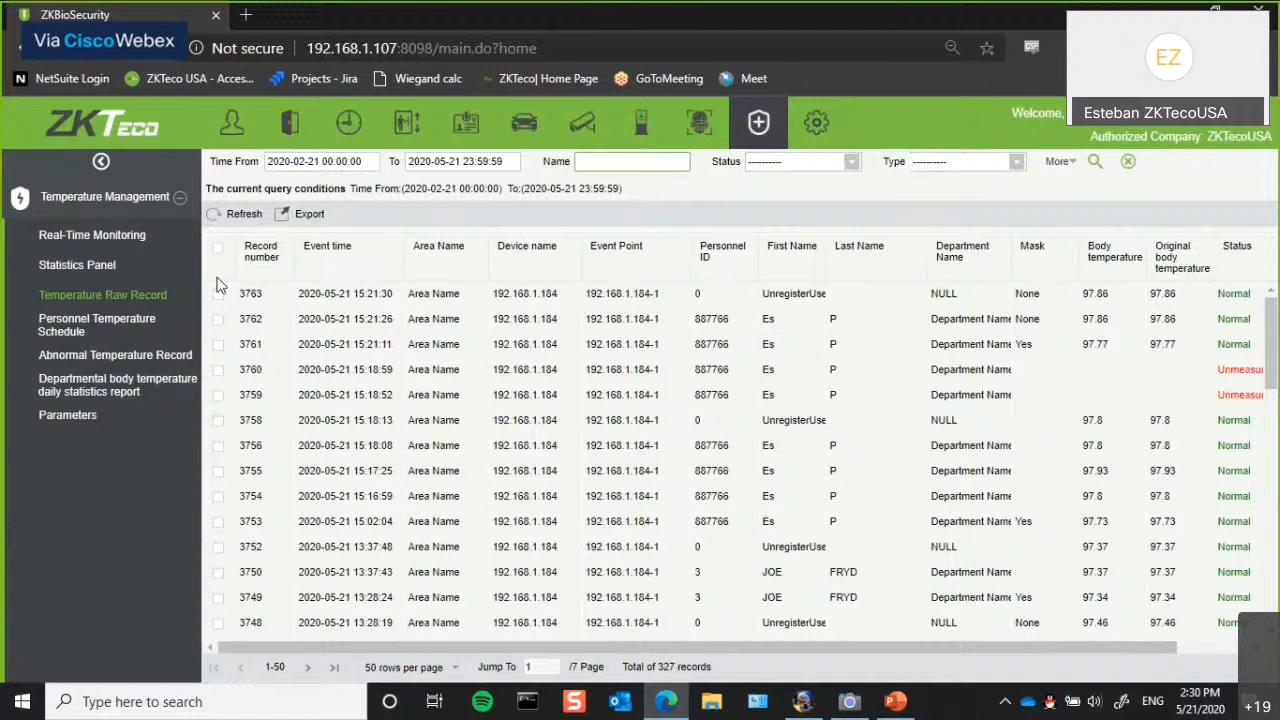 ZKBioSecurity
Via CiscoWebex
Not secure 192.168.1.107:8098/main.do?home
EZ
Esteban ZKTecoUSA
N NetSuite Login ZKTeco USA - Acces... Projects - Jira Wiegand calc ZKTeco| Home Page GoToMeeting Meet
ZKTeco
Welcome,
Authorized Company: ZKTecoUSA
Time From 2020-02-21 00:00:00 To 2020-05-21 23:59:59 Name Status ---------- Type ---------- More
The current query conditions Time From:(2020-02-21 00:00:00) To:(2020-05-21 23:59:59)
Refresh Export
Temperature Management
Real-Time Monitoring
Statistics Panel
Temperature Raw Record
Personnel Temperature
Schedule
Abnormal Temperature Record
Departmental body temperature
daily statistics report
Parameters
Record number Event time Area Name Device name Event Point Personnel ID First Name Last Name Department Name Mask Body temperature Original body temperature Status
3763 2020-05-21 15:21:30 Area Name 192.168.1.184 192.168.1.184-1 0 UnregisterUse NULL None 97.86 97.86 Normal
3762 2020-05-21 15:21:26 Area Name 192.168.1.184 192.168.1.184-1 887766 Es P Department Name None 97.86 97.86 Normal
3761 2020-05-21 15:21:11 Area Name 192.168.1.184 192.168.1.184-1 887766 Es P Department Name Yes 97.77 97.77 Normal
3760 2020-05-21 15:18:59 Area Name 192.168.1.184 192.168.1.184-1 887766 Es P Department Name Unmeasu
3759 2020-05-21 15:18:52 Area Name 192.168.1.184 192.168.1.184-1 887766 Es P Department Name Unmeasu
3758 2020-05-21 15:18:13 Area Name 192.168.1.184 192.168.1.184-1 0 UnregisterUse NULL 97.8 97.8 Normal
3756 2020-05-21 15:18:08 Area Name 192.168.1.184 192.168.1.184-1 887766 Es P Department Name 97.8 97.8 Normal
3755 2020-05-21 15:17:25 Area Name 192.168.1.184 192.168.1.184-1 887766 Es P Department Name 97.93 97.93 Normal
3754 2020-05-21 15:16:59 Area Name 192.168.1.184 192.168.1.184-1 887766 Es P Department Name 97.8 97.8 Normal
3753 2020-05-21 15:02:04 Area Name 192.168.1.184 192.168.1.184-1 887766 Es P Department Name Yes 97.73 97.73 Normal
3752 2020-05-21 13:37:48 Area Name 192.168.1.184 192.168.1.184-1 0 UnregisterUse NULL 97.37 97.37 Normal
3750 2020-05-21 13:37:43 Area Name 192.168.1.184 192.168.1.184-1 3 JOE FRYD Department Name 97.37 97.37 Normal
3749 2020-05-21 13:28:24 Area Name 192.168.1.184 192.168.1.184-1 3 JOE FRYD Department Name Yes 97.34 97.34 Normal
3748 2020-05-21 13:28:19 Area Name 192.168.1.184 192.168.1.184-1 0 UnregisterUse NULL None 97.46 97.46 Norm
1-50 50 rows per page Jump To 1 /7 Page Total of 327 records
Type here to search
ENG
2:30 PM
5/21/2020
+19